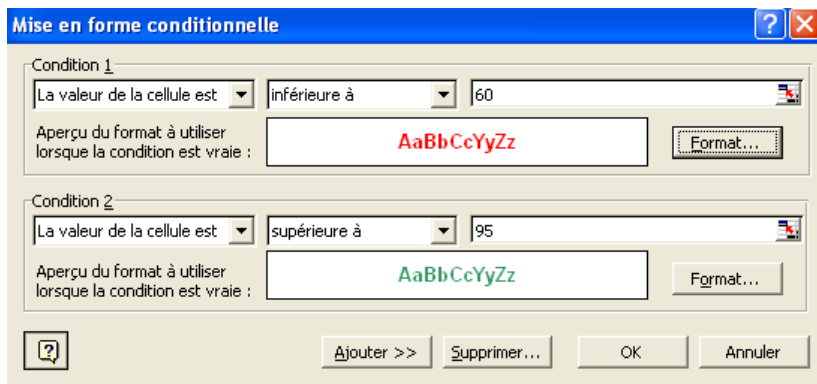 Mise en forme conditionnelle
Condition 1
La valeur de la cellule est inférieure à 60
Aperçu du format à utiliser
lorsque la condition est vraie :
AaBbCcYyZz
Format...
Condition 2
La valeur de la cellule est supérieure à 95
Aperçu du format à utiliser
lorsque la condition est vraie :
AaBbCcYyZz
Format...
Ajouter >> Supprimer... OK Annuler